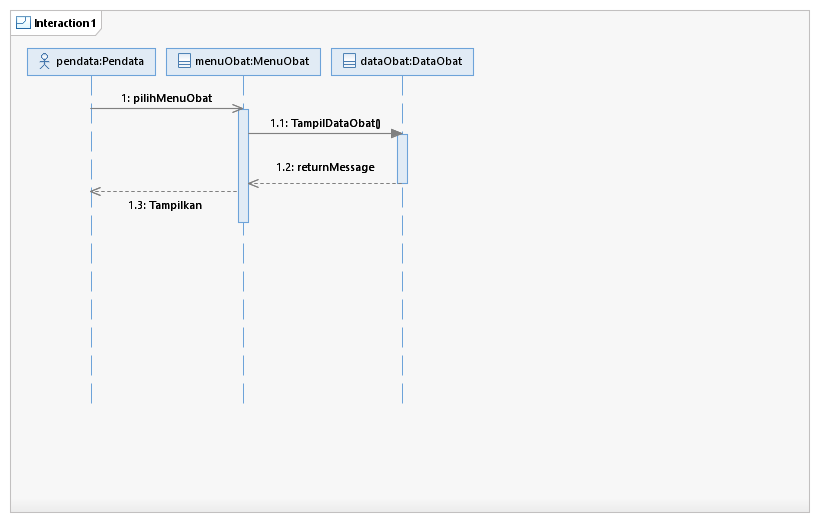 Interaction1
pendata:Pendata
menuObat:MenuObat
dataObat:DataObat
1: pilihMenuObat
1.1: TampilDataObat()
1.2: returnMessage
1.3: Tampilkan